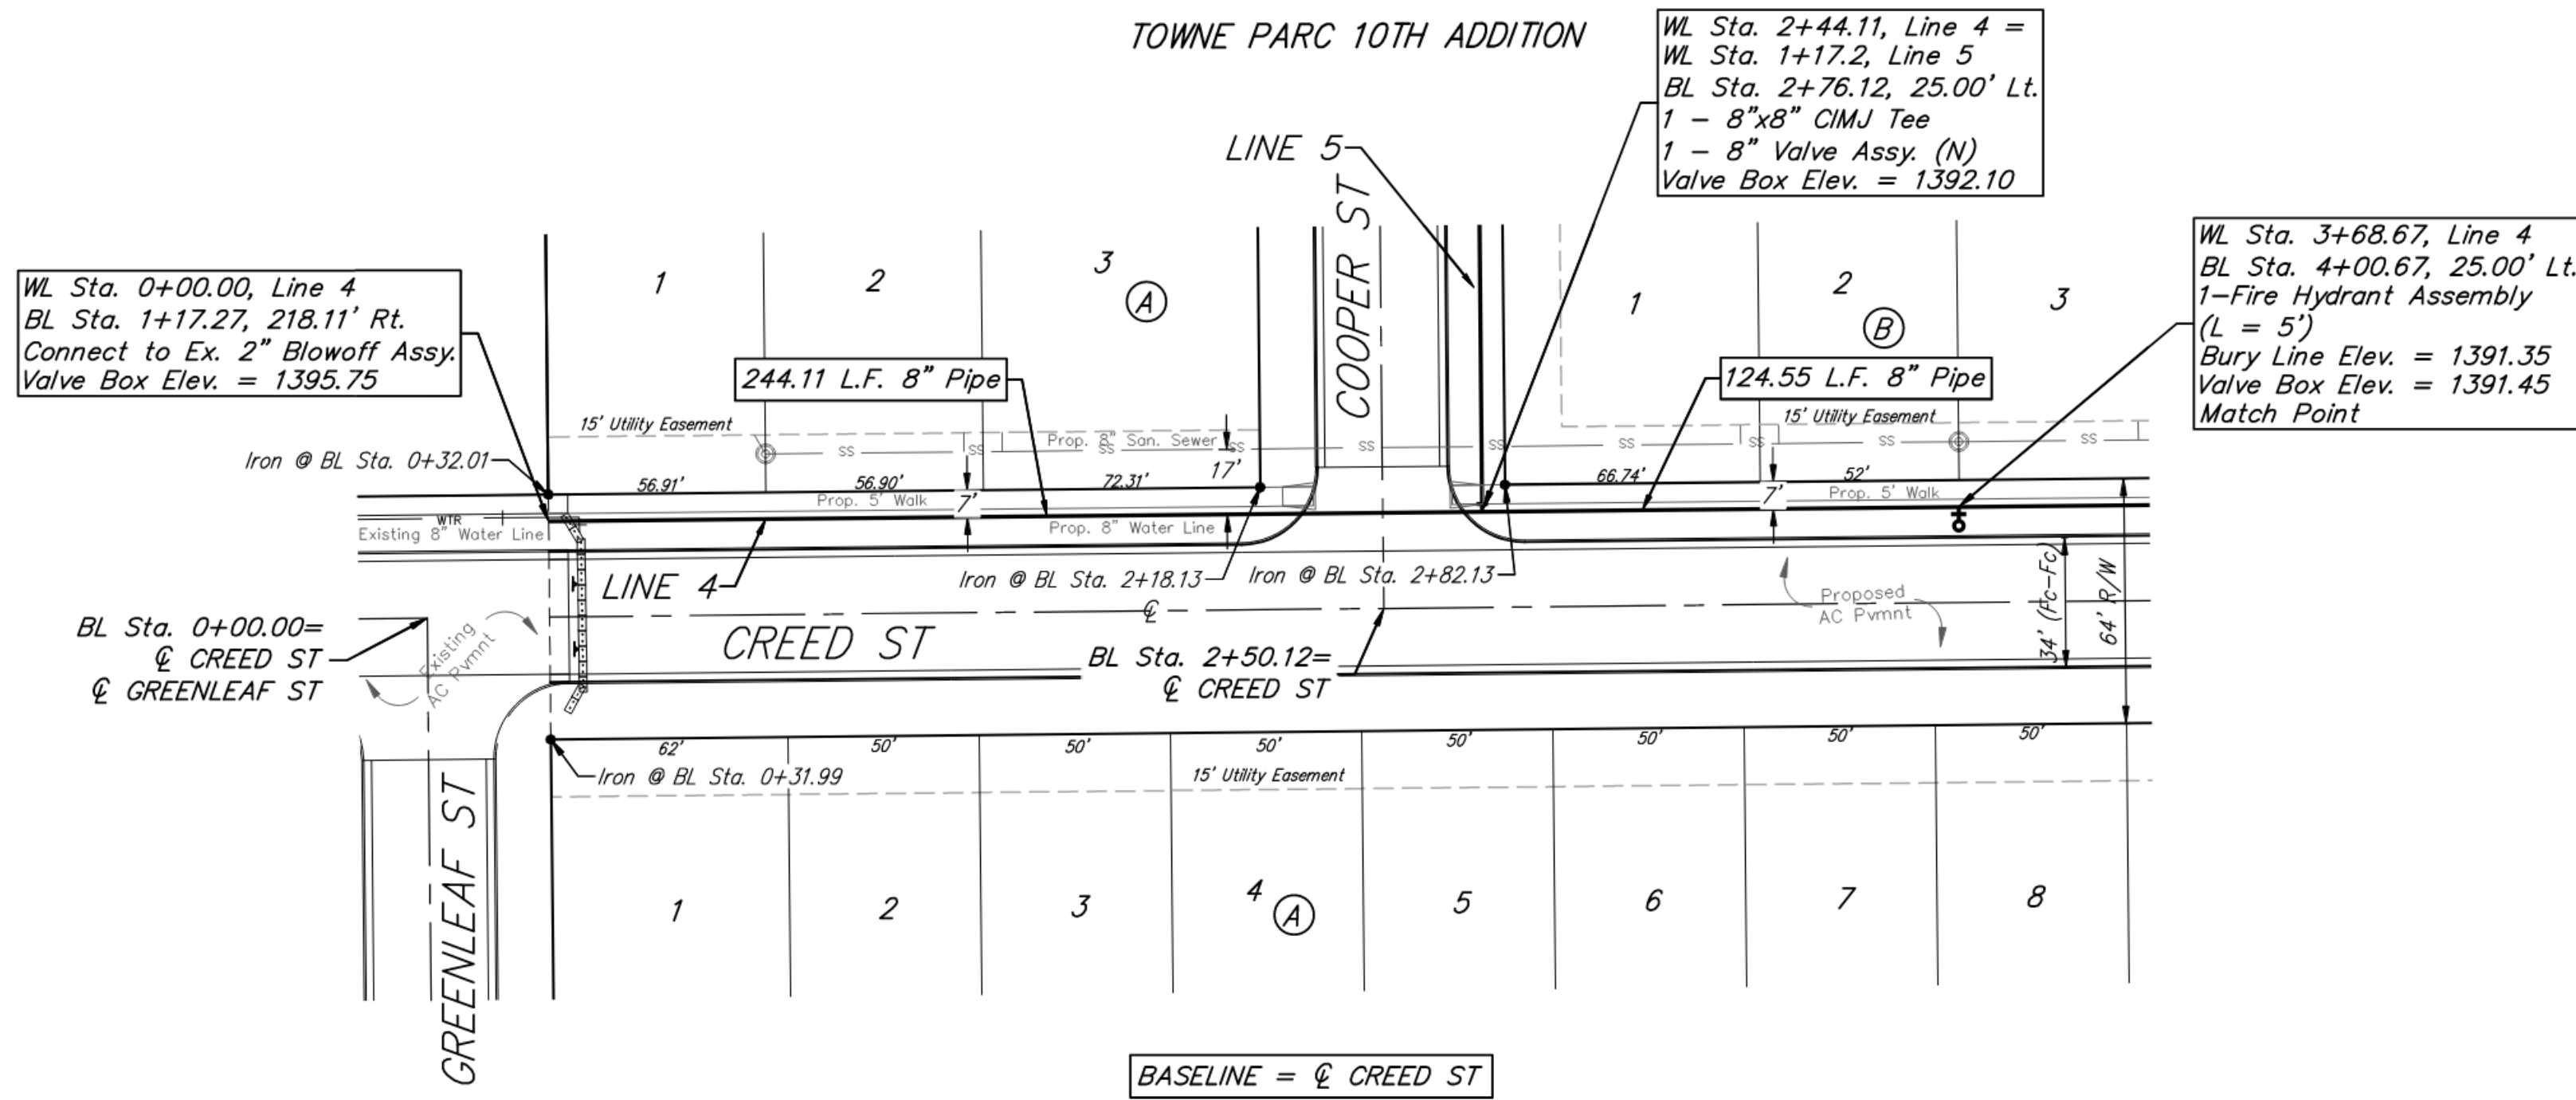 TOWNE PARC 10TH ADDITION
WL Sta. 2+44.11, Line 4 =
WL Sta. 1+17.2, Line 5
BL Sta. 2+76.12, 25.00' Lt.
1 - 8"x8" CIMJ Tee
1 - 8" Valve Assy. (N)
Valve Box Elev. = 1392.10
LINE 5
COOPER ST
WL Sta. 3+68.67, Line 4
BL Sta. 4+00.67, 25.00' Lt.
1-Fire Hydrant Assembly
(L = 5')
Bury Line Elev. = 1391.35
Valve Box Elev. = 1391.45
Match Point
WL Sta. 0+00.00, Line 4
BL Sta. 1+17.27, 218.11' Rt.
Connect to Ex. 2" Blowoff Assy.
Valve Box Elev. = 1395.75
1
2
3
A
1
2
B
3
244.11 L.F. 8" Pipe
124.55 L.F. 8" Pipe
15' Utility Easement
Prop. 8" San. Sewer
15' Utility Easement
SS SS SS SS SS SS SS SS SS SS
Iron @ BL Sta. 0+32.01
17'
56.91'
56.90'
72.31'
66.74'
52'
Prop. 5' Walk
7'
7'
Prop. 5' Walk
WTR
Existing 8" Water Line
Prop. 8" Water Line
LINE 4
Iron @ BL Sta. 2+18.13
Iron @ BL Sta. 2+82.13
34' (Fc-Fc)
64' R/W
Proposed
AC Pvmnt
BL Sta. 0+00.00=
℄ CREED ST
℄ GREENLEAF ST
Existing
AC Pvmnt
℄
CREED ST
BL Sta. 2+50.12=
℄ CREED ST
62'
50'
50'
50'
50'
50'
50'
50'
Iron @ BL Sta. 0+31.99
15' Utility Easement
GREENLEAF ST
1
2
3
4
A
5
6
7
8
BASELINE = ℄ CREED ST